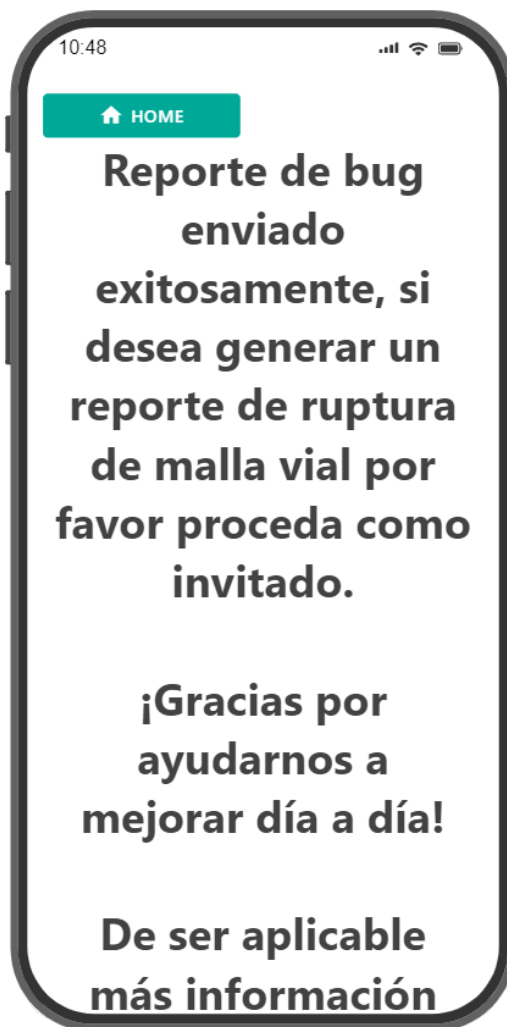 10:48
HOME
Reporte de bug
enviado
exitosamente, si
desea generar un
reporte de ruptura
de malla vial por
favor proceda como
invitado.
¡Gracias por
ayudarnos a
mejorar día a día!
De ser aplicable
más información